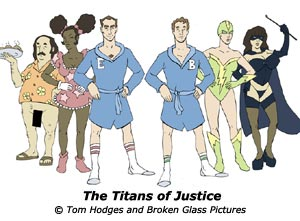 E B
The Titans of Justice
© Tom Hodges and Broken Glass Pictures